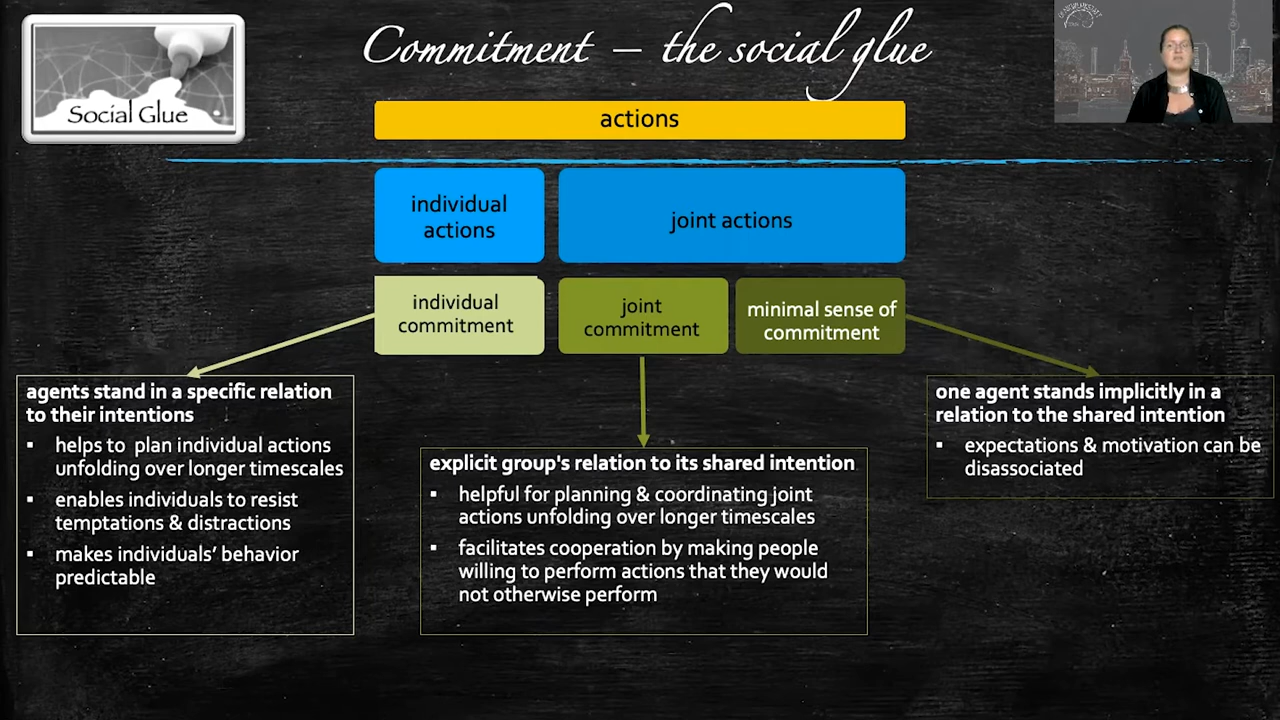 Commitment – the social glue
Social Glue
actions
individual
actions
joint actions
individual
commitment
joint
commitment
minimal sense of
commitment
agents stand in a specific relation
to their intentions
▪ helps to plan individual actions
unfolding over longer timescales
▪ enables individuals to resist
temptations & distractions
▪ makes individuals’ behavior
predictable
explicit group's relation to its shared intention
▪ helpful for planning & coordinating joint
actions unfolding over longer timescales
▪ facilitates cooperation by making people
willing to perform actions that they would
not otherwise perform
one agent stands implicitly in a
relation to the shared intention
▪ expectations & motivation can be
disassociated